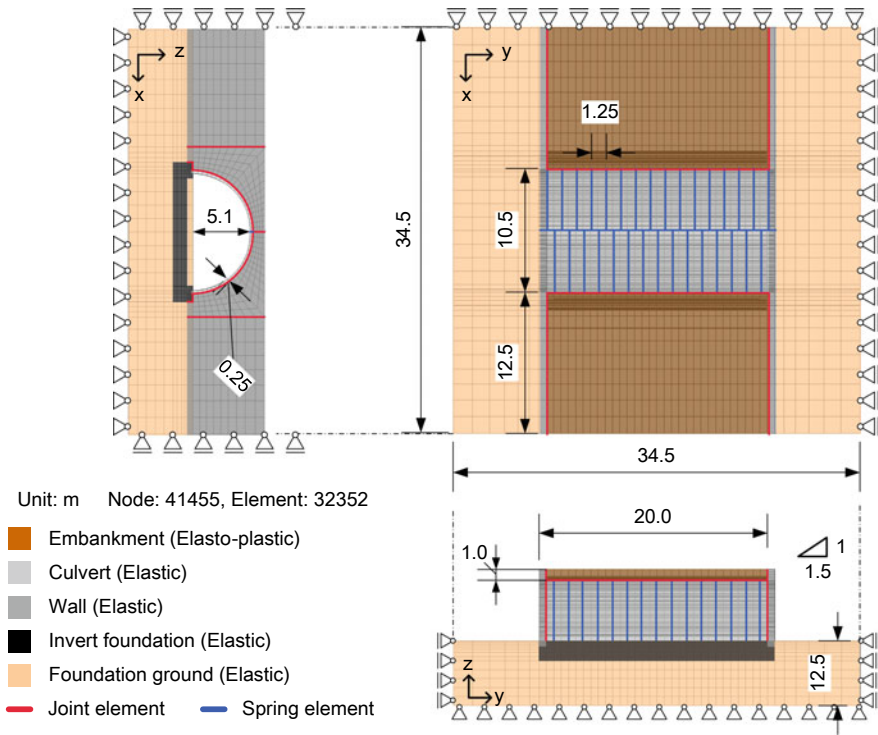 z
x
5.1
0.25
34.5
y
x
1.25
10.5
12.5
34.5
Unit: m Node: 41455, Element: 32352
Embankment (Elasto-plastic)
Culvert (Elastic)
Wall (Elastic)
Invert foundation (Elastic)
Foundation ground (Elastic)
Joint element Spring element
20.0
1.0
1
1.5
12.5
z
y